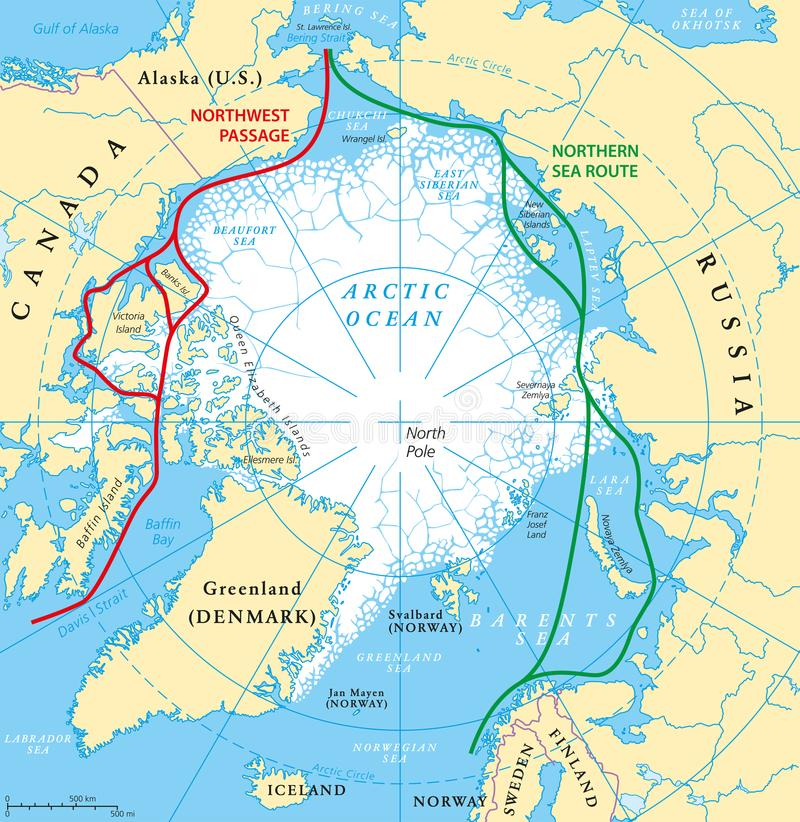 BERING SEA
St. Lawrence Isl.
Bering Strait
SEA OF
OKHOTSK
Gulf of Alaska
Arctic Circle
Alaska (U.S.)
NORTHWEST
PASSAGE
CHUKCHI
SEA
Wrangel Isl.
NORTHERN
SEA ROUTE
CANADA
EAST
SIBERIAN
SEA
New
Siberian
Islands
BEAUFORT
SEA
LAPTEV SEA
RUSSIA
Banks Isl.
ARCTIC
OCEAN
Victoria
Island
Queen Elizabeth Islands
Severnaya
Zemlya
dreamstime
North
Pole
Ellesmere Isl.
LARA
SEA
Baffin Island
Baffin
Bay
Franz
Josef
Land
Novaya Zemlya
Greenland
(DENMARK)
Davis Strait
Svalbard
(NORWAY)
BARENTS
SEA
GREENLAND
SEA
Jan Mayen
(NORWAY)
LABRADOR
SEA
NORWEGIAN
SEA
Arctic Circle
ICELAND
NORWAY
SWEDEN
FINLAND
0 500 km
0 500 mi